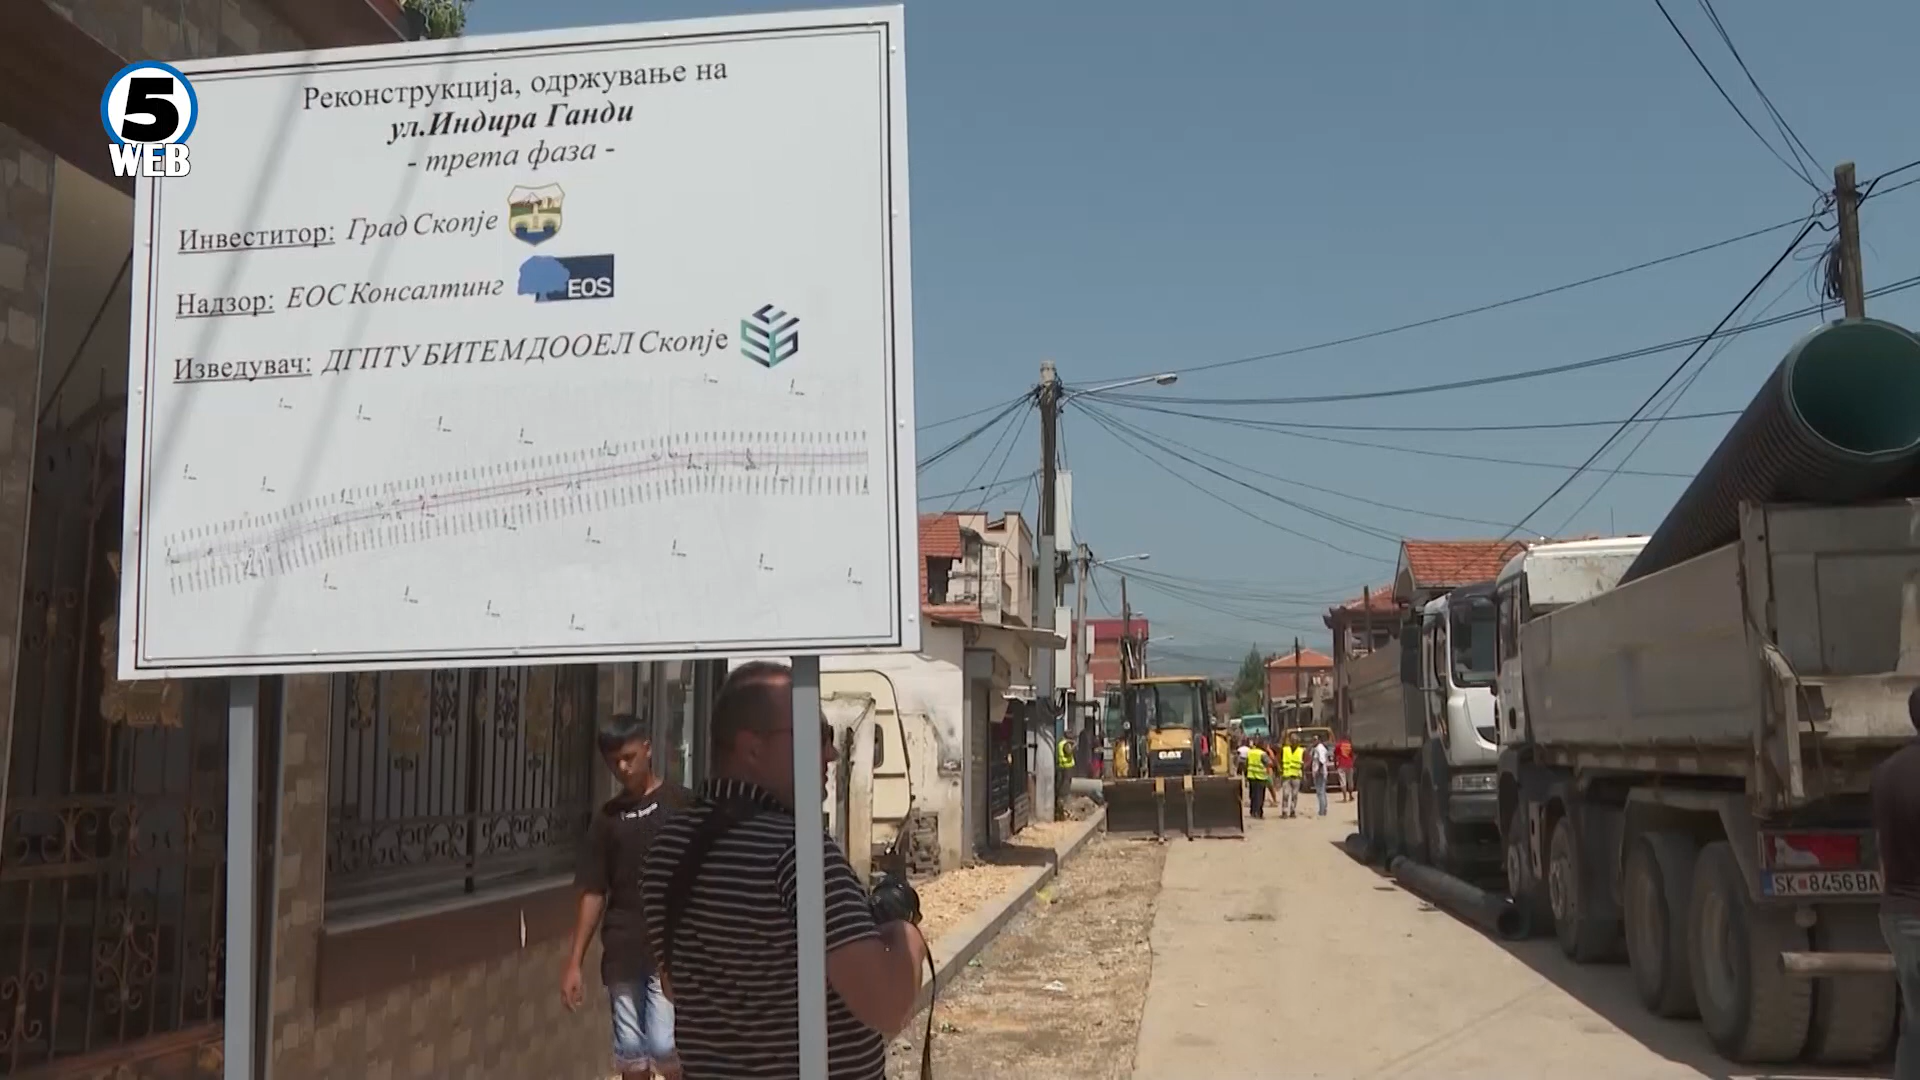 5
WEB
Реконструкција, одржување на
ул.Индира Ганди
- трета фаза -
Инвеститор: Град Скопје
Надзор: ЕОС Консалтинг EOS
Изведувач: ДГПТУ БИТЕМ ДООЕЛ Скопје
CAT
SK 8456 BA